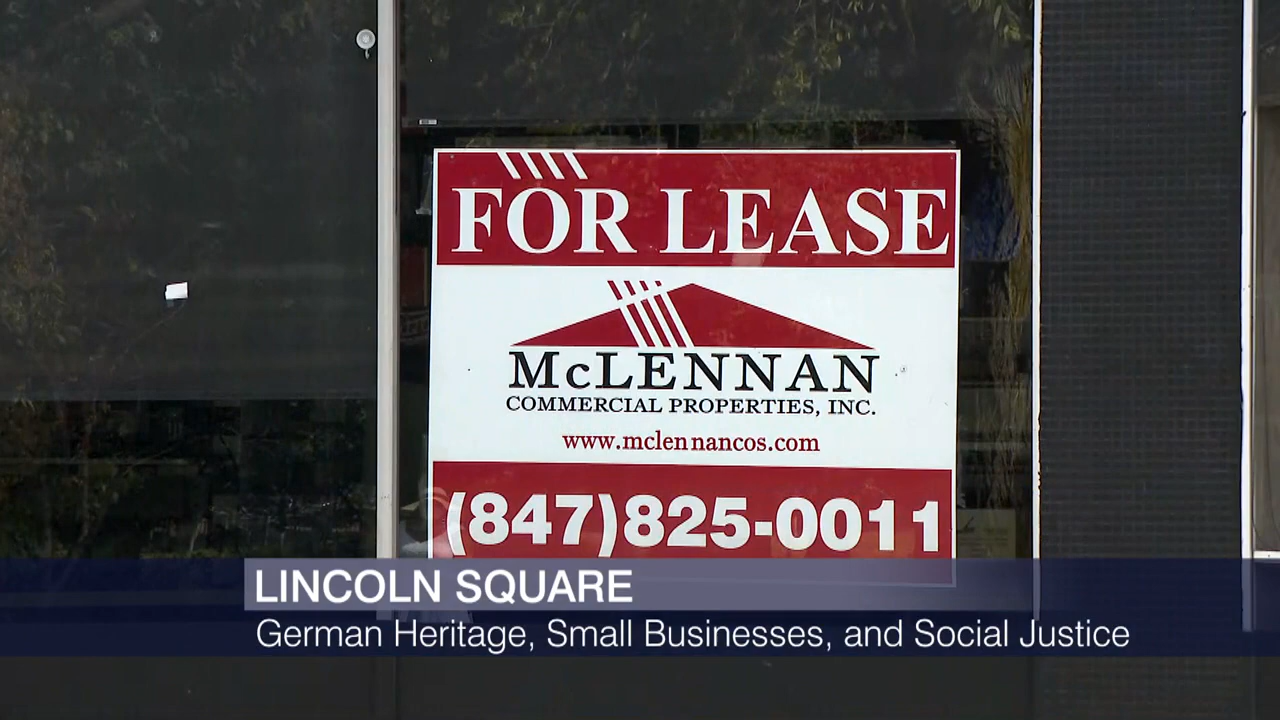 FOR LEASE
McLENNAN
COMMERCIAL PROPERTIES, INC.
www.mclennancos.com
(847)825-0011
LINCOLN SQUARE
German Heritage, Small Businesses, and Social Justice